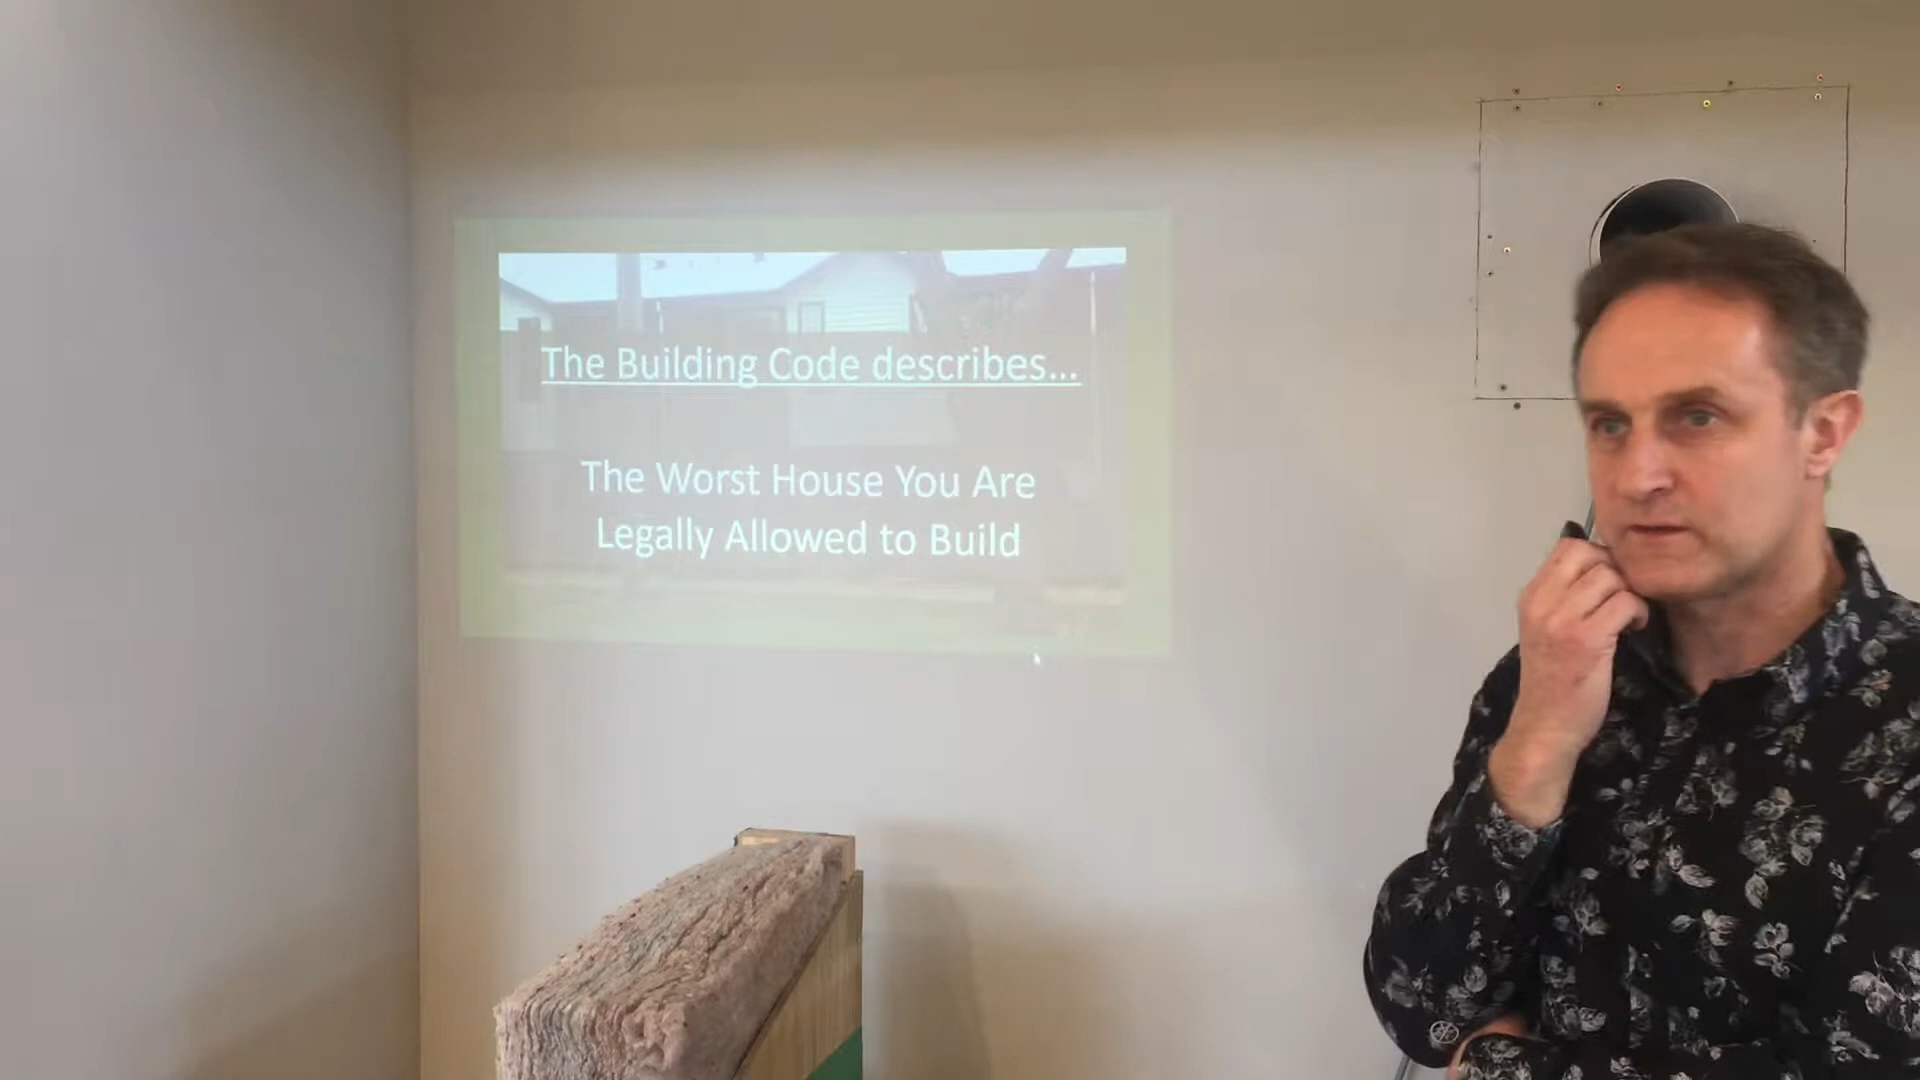 The Building Code describes...
The Worst House You Are
Legally Allowed to Build